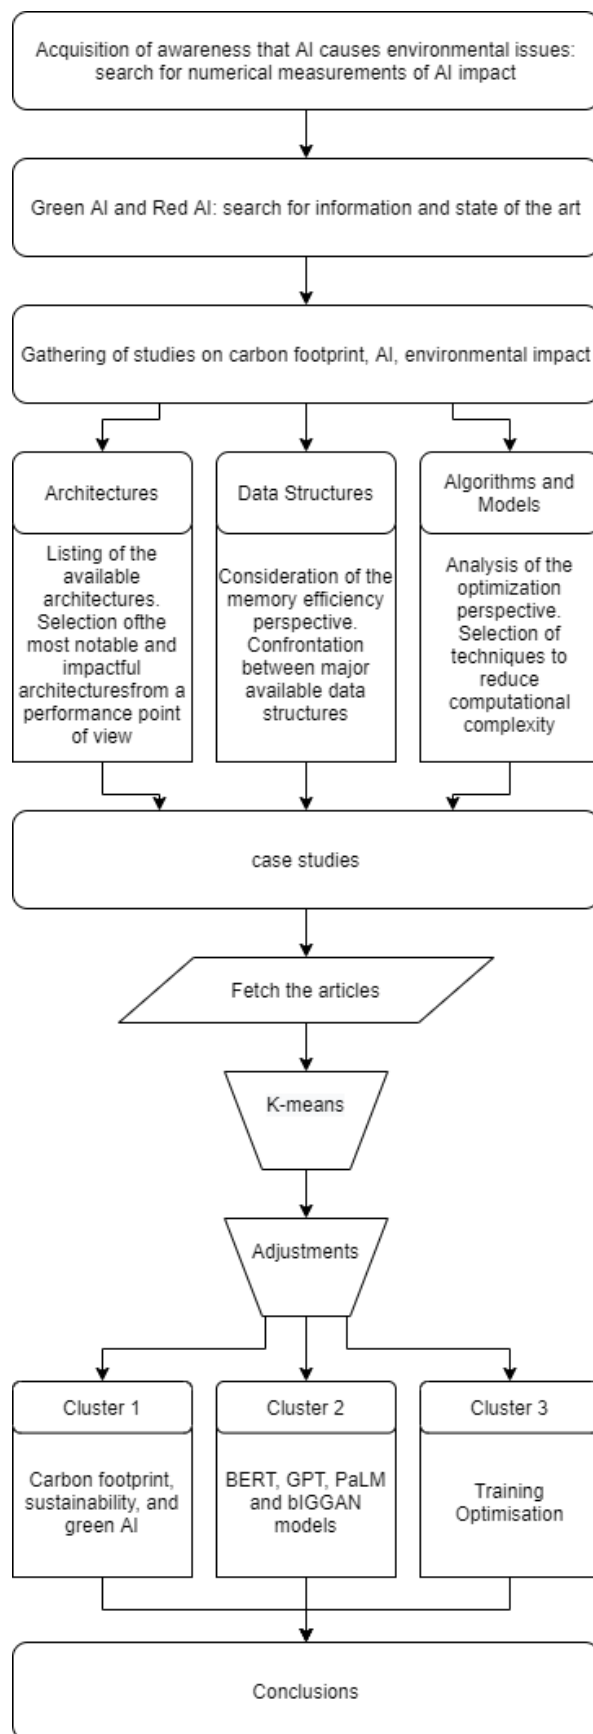 Acquisition of awareness that AI causes environmental issues:
search for numerical measurements of AI impact
Green AI and Red AI: search for information and state of the art
Gathering of studies on carbon footprint, AI, environmental impact
Architectures
Listing of the
available
architectures.
Selection ofthe
most notable and
impactful
architecturesfrom a
performance point
of view
Data Structures
Consideration of the
memory efficiency
perspective.
Confrontation
between major
available data
structures
Algorithms and
Models
Analysis of the
optimization
perspective.
Selection of
techniques to
reduce
computational
complexity
case studies
Fetch the articles
K-means
Adjustments
Cluster 1
Carbon footprint,
sustainability, and
green AI
Cluster 2
BERT, GPT, PaLM
and bIGGAN
models
Cluster 3
Training
Optimisation
Conclusions